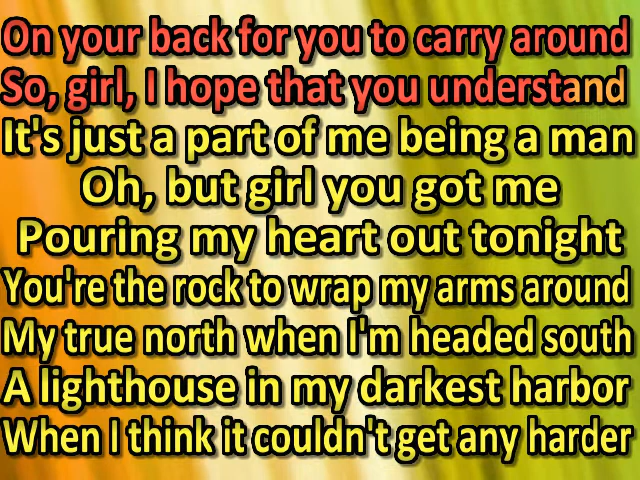 On your back for you to carry around
So, girl, I hope that you understand
It's just a part of me being a man
Oh, but girl you got me
Pouring my heart out tonight
You're the rock to wrap my arms around
My true north when I'm headed south
A lighthouse in my darkest harbor
When I think it couldn't get any harder